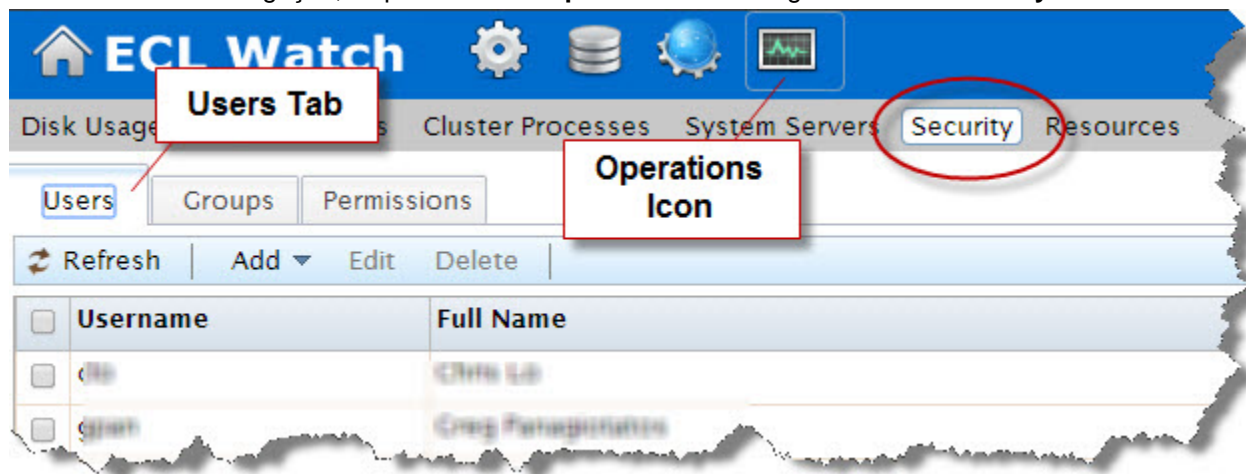 ECL Watch
Users Tab
Disk Usage
s
Cluster Processes
System Servers
Security
Resources
Operations
Icon
Users
Groups
Permissions
Refresh
Add
Edit
Delete
Username
Full Name